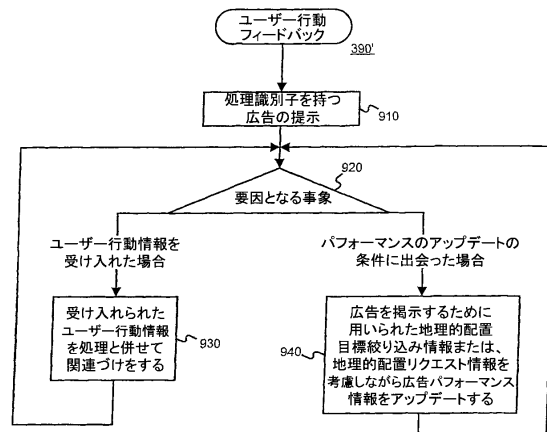 ユーザー行動
フィードバック
390'
処理識別子を持つ
広告の提示
910
920
要因となる事象
ユーザー行動情報を
受け入れた場合
パフォーマンスのアップデートの
条件に出会った場合
受け入れられた
ユーザー行動情報
を処理と併せて
関連づけをする
930
広告を掲示するために
用いられた地理的配置
目標絞り込み情報または、
地理的配置リクエスト情報を
考慮しながら広告パフォーマンス
情報をアップデートする
940